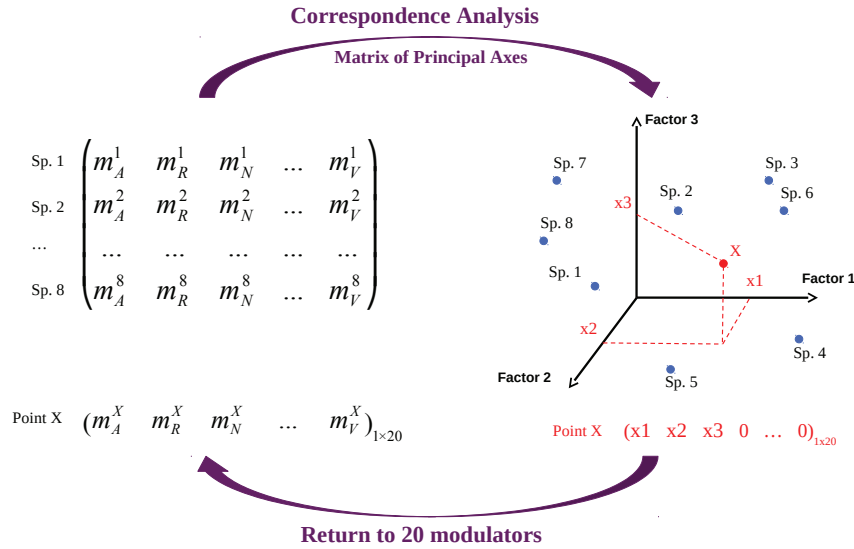 Correspondence Analysis
Matrix of Principal Axes
Sp. 1 m_A^1 m_R^1 m_N^1 ... m_V^1
Sp. 2 m_A^2 m_R^2 m_N^2 ... m_V^2
... ... ... ... ... ...
Sp. 8 m_A^8 m_R^8 m_N^8 ... m_V^8
Factor 3
Sp. 7
Sp. 3
Sp. 2
Sp. 6
x3
Sp. 8
X
Sp. 1
x1
Factor 1
x2
Sp. 4
Factor 2
Sp. 5
Point X (m_A^X m_R^X m_N^X ... m_V^X)_{1×20}
Point X (x1 x2 x3 0 ... 0)_{1x20}
Return to 20 modulators